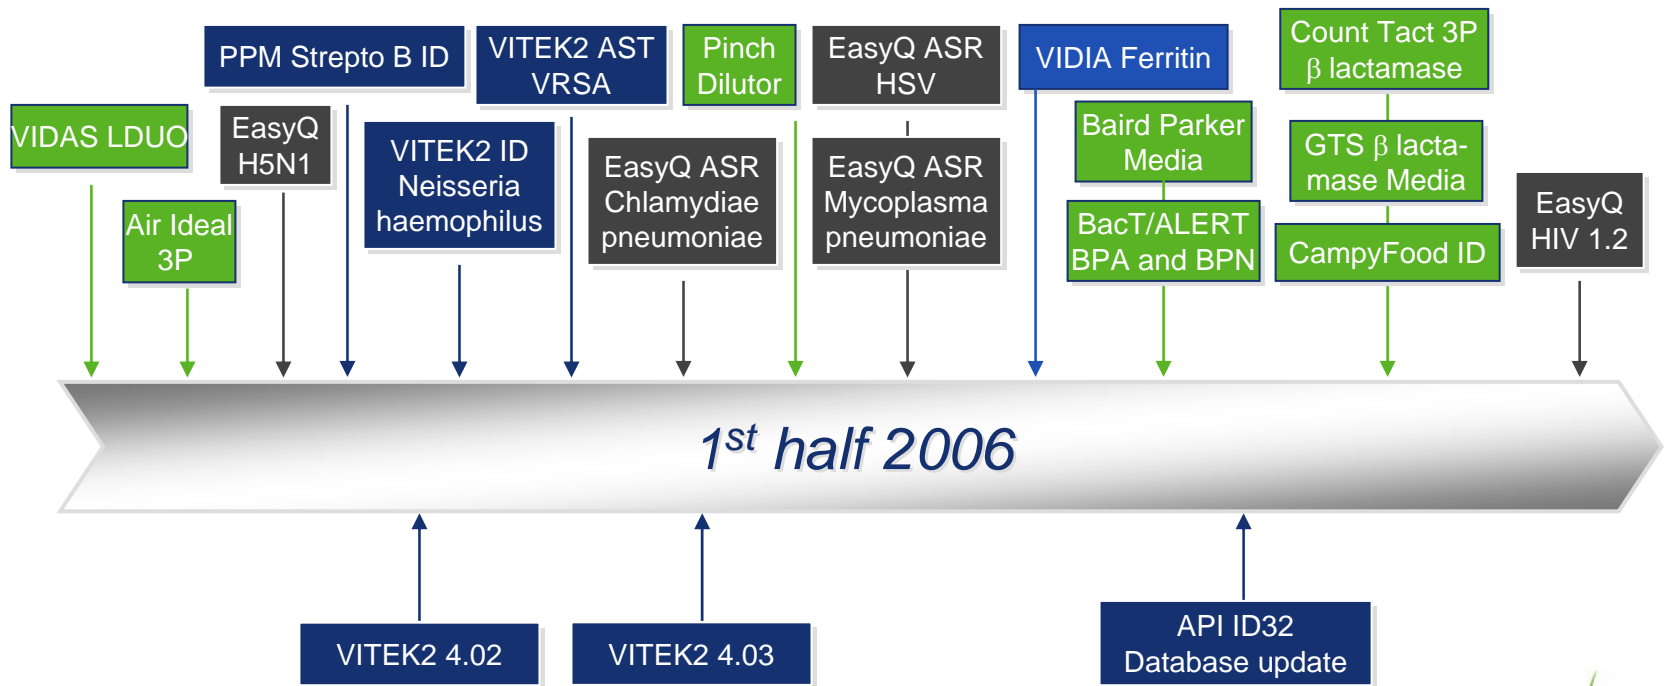 VIDAS LDUO
Air Ideal
3P
EasyQ
H5N1
PPM Strepto B ID
VITEK2 ID
Neisseria
haemophilus
VITEK2 AST
VRSA
EasyQ ASR
Chlamydiae
pneumoniae
Pinch
Dilutor
EasyQ ASR
HSV
EasyQ ASR
Mycoplasma
pneumoniae
VIDIA Ferritin
Baird Parker
Media
BacT/ALERT
BPA and BPN
Count Tact 3P
β lactamase
GTS β lacta-
mase Media
CampyFood ID
EasyQ
HIV 1.2
1st half 2006
VITEK2 4.02
VITEK2 4.03
API ID32
Database update